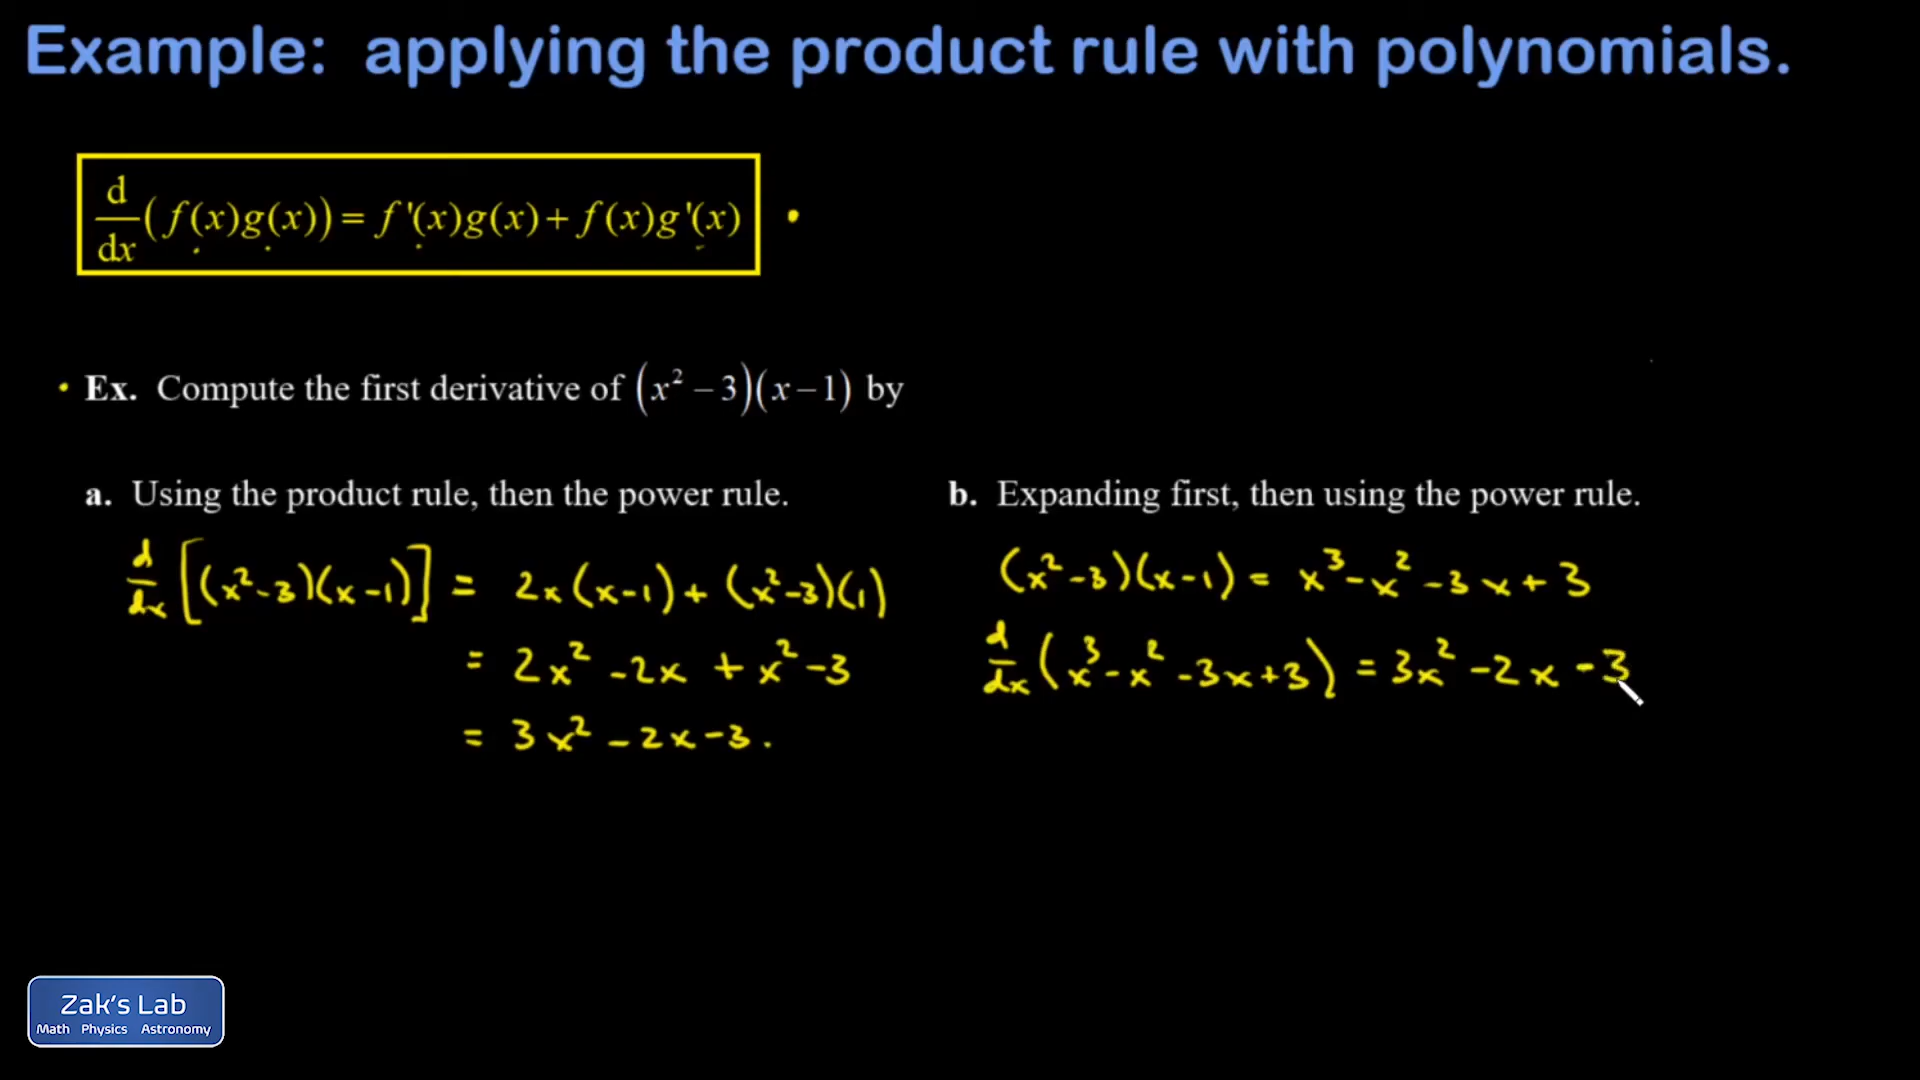 Example: applying the product rule with polynomials.
d/dx (f(x)g(x)) = f'(x)g(x) + f(x)g'(x)
• Ex. Compute the first derivative of (x² − 3)(x − 1) by
a. Using the product rule, then the power rule.
d/dx [(x² - 3)(x - 1)] = 2x(x - 1) + (x² - 3)(1)
= 2x² - 2x + x² - 3
= 3x² - 2x - 3.
b. Expanding first, then using the power rule.
(x² - 3)(x - 1) = x³ - x² - 3x + 3
d/dx (x³ - x² - 3x + 3) = 3x² - 2x - 3
Zak's Lab
Math Physics Astronomy